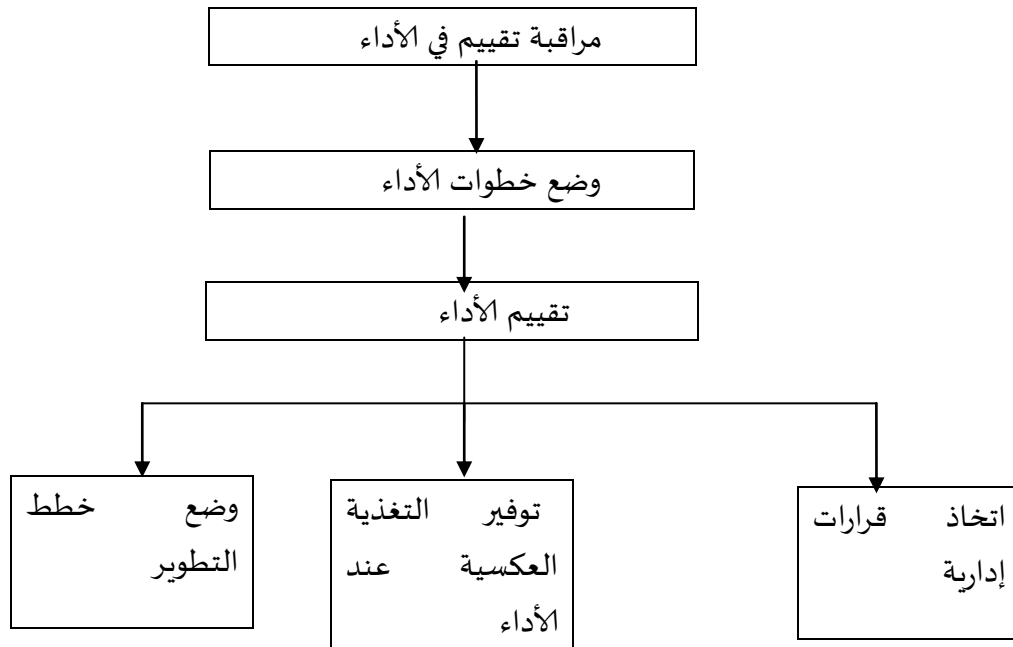 مراقبة تقييم في الأداء
وضع خطوات الأداء
تقييم الأداء
اتخاذ قرارات
إدارية
توفير التغذية
العكسية عند
الأداء
وضع خطط
التطوير